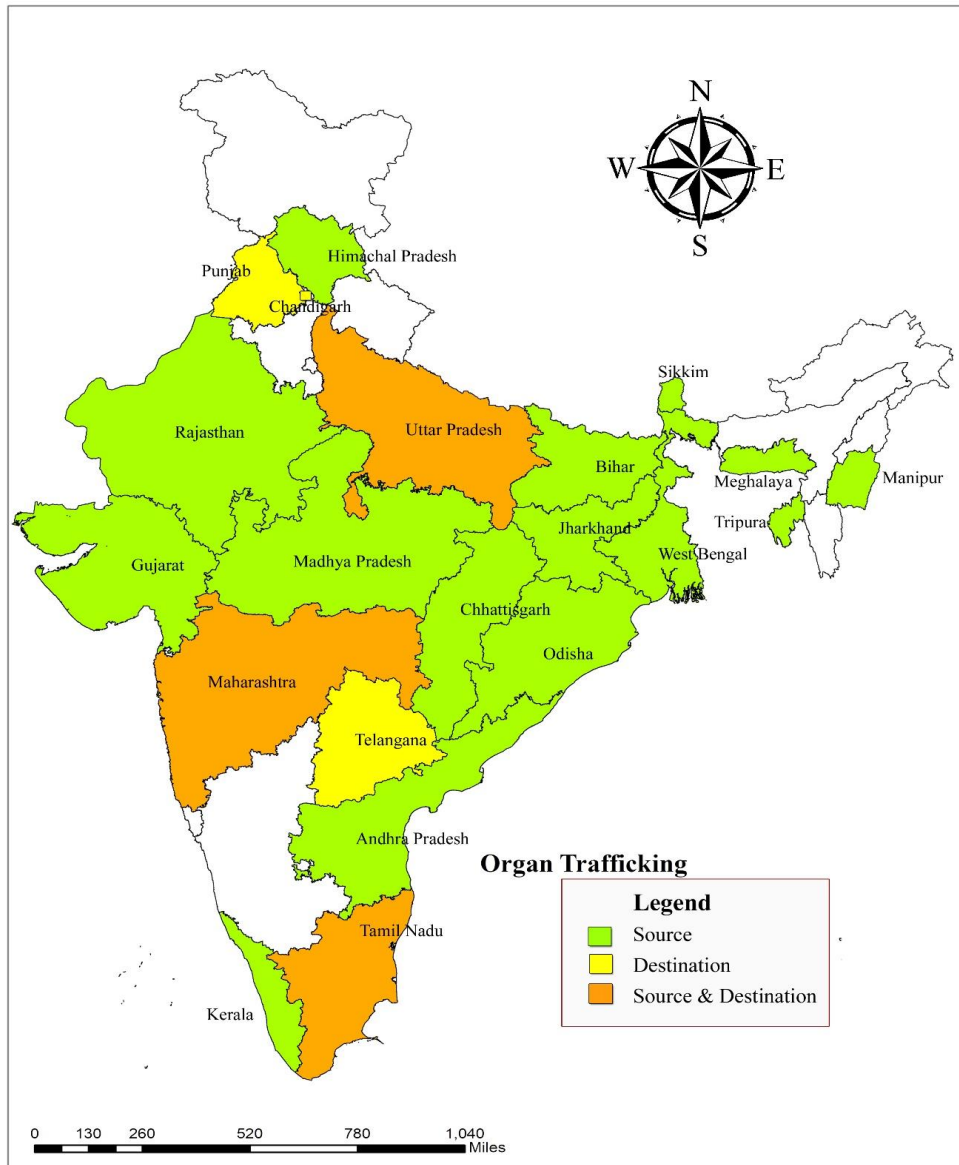 N
W E
S
Himachal Pradesh
Punjab
Chandigarh
Sikkim
Rajasthan
Uttar Pradesh
Bihar
Meghalaya
Manipur
Tripura
Jharkhand
West Bengal
Gujarat
Madhya Pradesh
Chhattisgarh
Odisha
Maharashtra
Telangana
Andhra Pradesh
Organ Trafficking
Legend
Source
Destination
Source & Destination
Tamil Nadu
Kerala
0 130 260 520 780 1,040
Miles